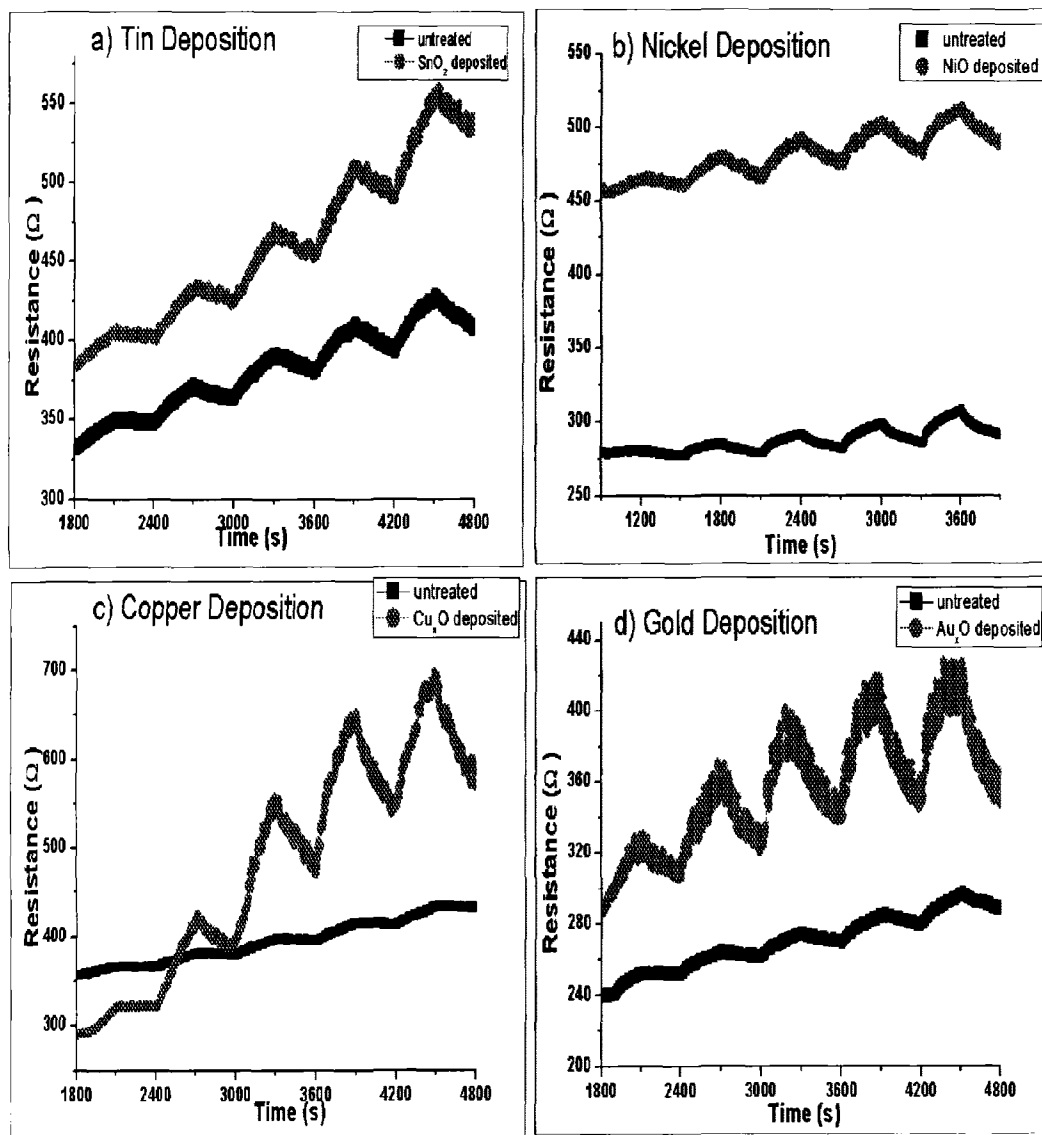 a) Tin Deposition
untreated
SnO₂ deposited
Resistance (Ω)
550
500
450
400
350
300
1800 2400 3000 3600 4200 4800
Time (s)
b) Nickel Deposition
untreated
NiO deposited
Resistance (Ω)
550
500
450
400
350
300
250
1200 1800 2400 3000 3600
Time (s)
c) Copper Deposition
untreated
CuₓO deposited
Resistance (Ω)
700
600
500
400
300
1800 2400 3000 3600 4200 4800
Time (s)
d) Gold Deposition
untreated
AuₓO deposited
Resistance (Ω)
440
400
360
320
280
240
200
1800 2400 3000 3600 4200 4800
Time (s)